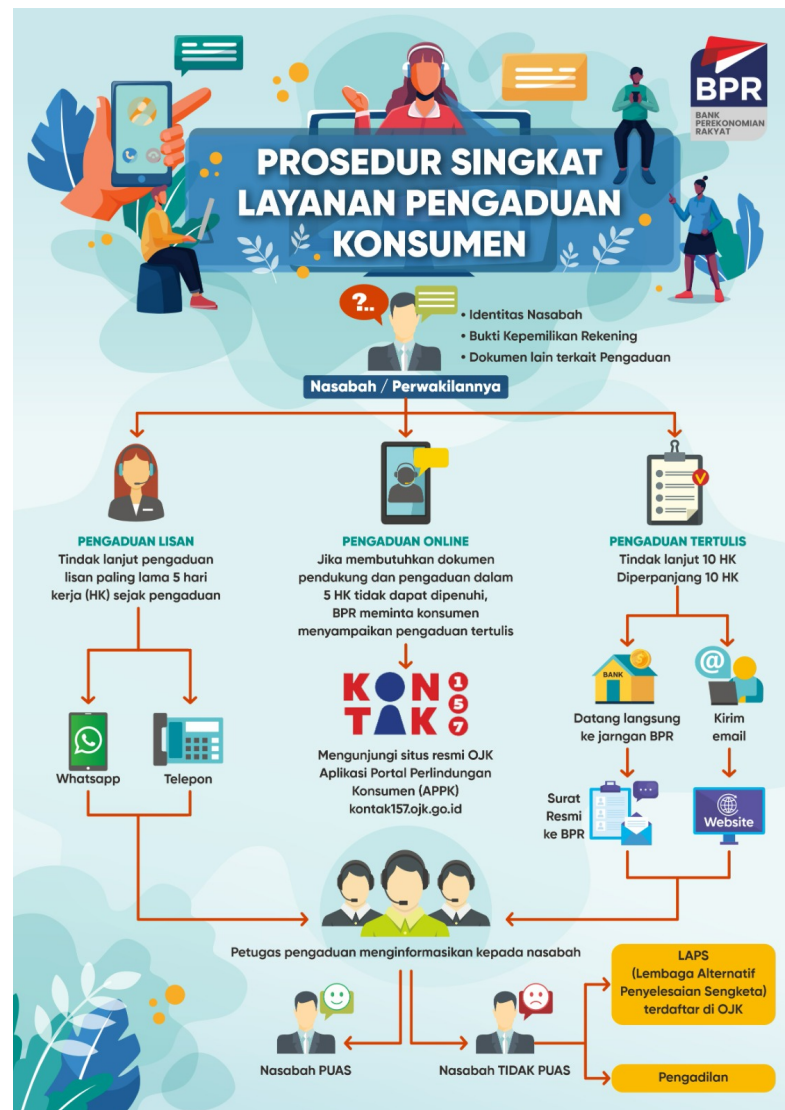 BPR
BANK
PEREKONOMIAN
RAKYAT
PROSEDUR SINGKAT
LAYANAN PENGADUAN
KONSUMEN
?..
• Identitas Nasabah
• Bukti Kepemilikan Rekening
• Dokumen lain terkait Pengaduan
Nasabah / Perwakilannya
PENGADUAN LISAN
Tindak lanjut pengaduan
lisan paling lama 5 hari
kerja (HK) sejak pengaduan
Whatsapp
Telepon
PENGADUAN ONLINE
Jika membutuhkan dokumen
pendukung dan pengaduan dalam
5 HK tidak dapat dipenuhi,
BPR meminta konsumen
menyampaikan pengaduan tertulis
KONTAK 157
Mengunjungi situs resmi OJK
Aplikasi Portal Perlindungan
Konsumen (APPK)
kontak157.ojk.go.id
PENGADUAN TERTULIS
Tindak lanjut 10 HK
Diperpanjang 10 HK
BANK
Datang langsung
ke jarngan BPR
@
Kirim
email
Surat
Resmi
ke BPR
Website
Petugas pengaduan menginformasikan kepada nasabah
Nasabah PUAS
Nasabah TIDAK PUAS
LAPS
(Lembaga Alternatif
Penyelesaian Sengketa)
terdaftar di OJK
Pengadilan